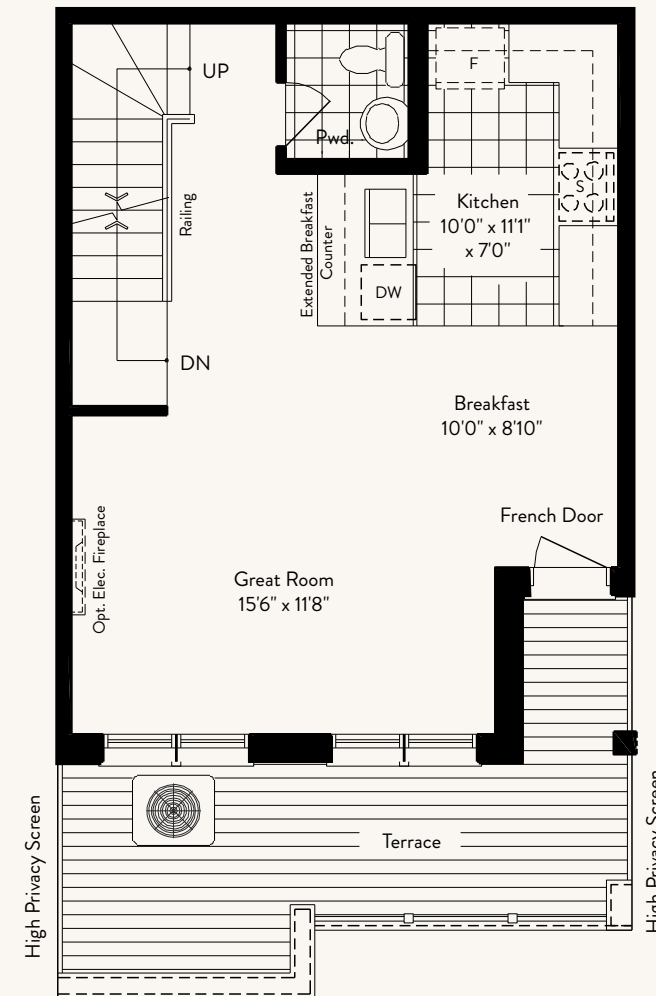 UP
Pwd.
F
S
Railing
Extended Breakfast
Counter
Kitchen
10'0" x 11'1"
x 7'0"
DW
DN
Breakfast
10'0" x 8'10"
French Door
Opt. Elec. Fireplace
Great Room
15'6" x 11'8"
High Privacy Screen
Terrace
High Privacy Screen